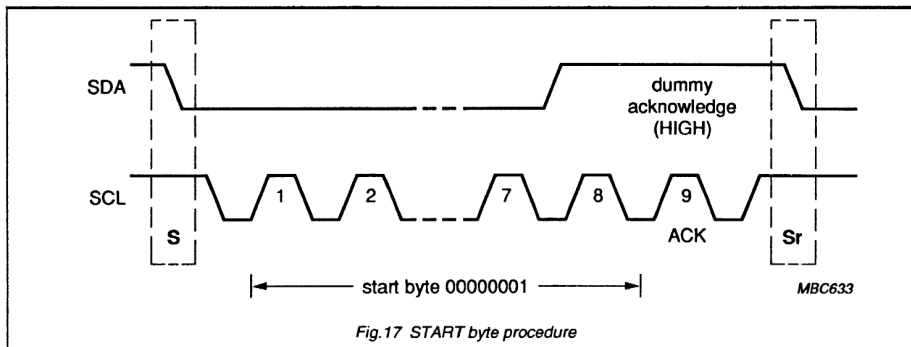 SDA
dummy
acknowledge
(HIGH)
SCL
1 2 7 8 9
S ACK Sr
start byte 00000001
MBC633
Fig.17 START byte procedure